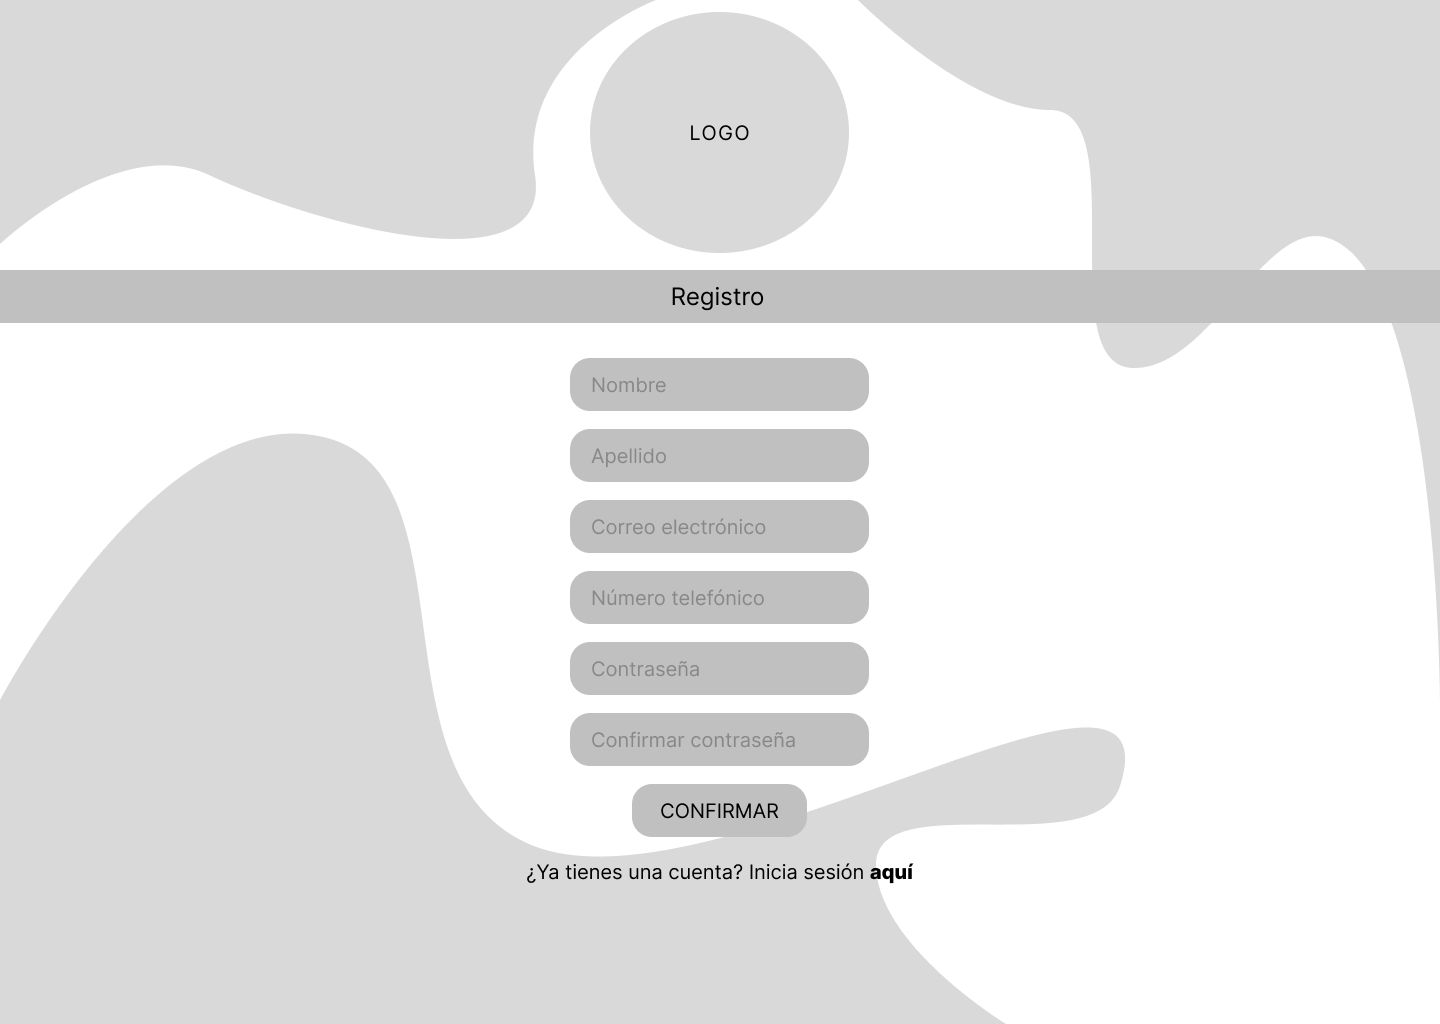 LOGO
Registro
Nombre
Apellido
Correo electrónico
Número telefónico
Contraseña
Confirmar contraseña
CONFIRMAR
¿Ya tienes una cuenta? Inicia sesión aquí